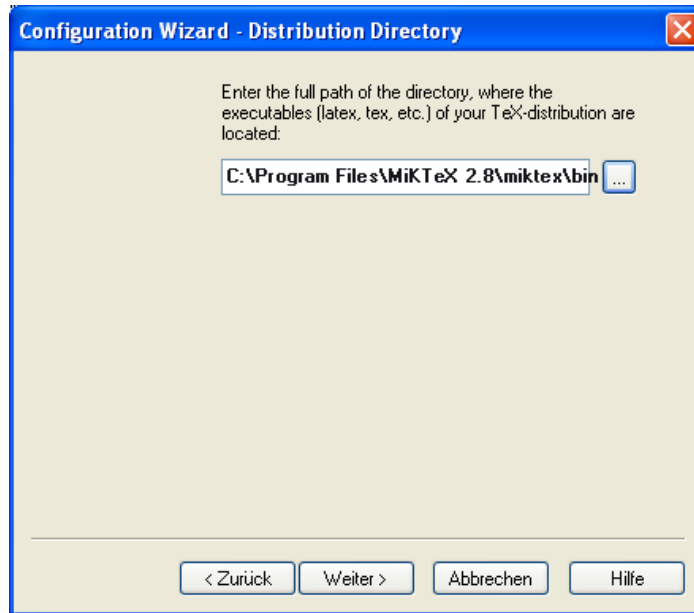 Configuration Wizard - Distribution Directory
Enter the full path of the directory, where the
executables (latex, tex, etc.) of your TeX-distribution are
located:
C:\Program Files\MiKTeX 2.8\miktex\bin ...
< Zurück Weiter > Abbrechen Hilfe